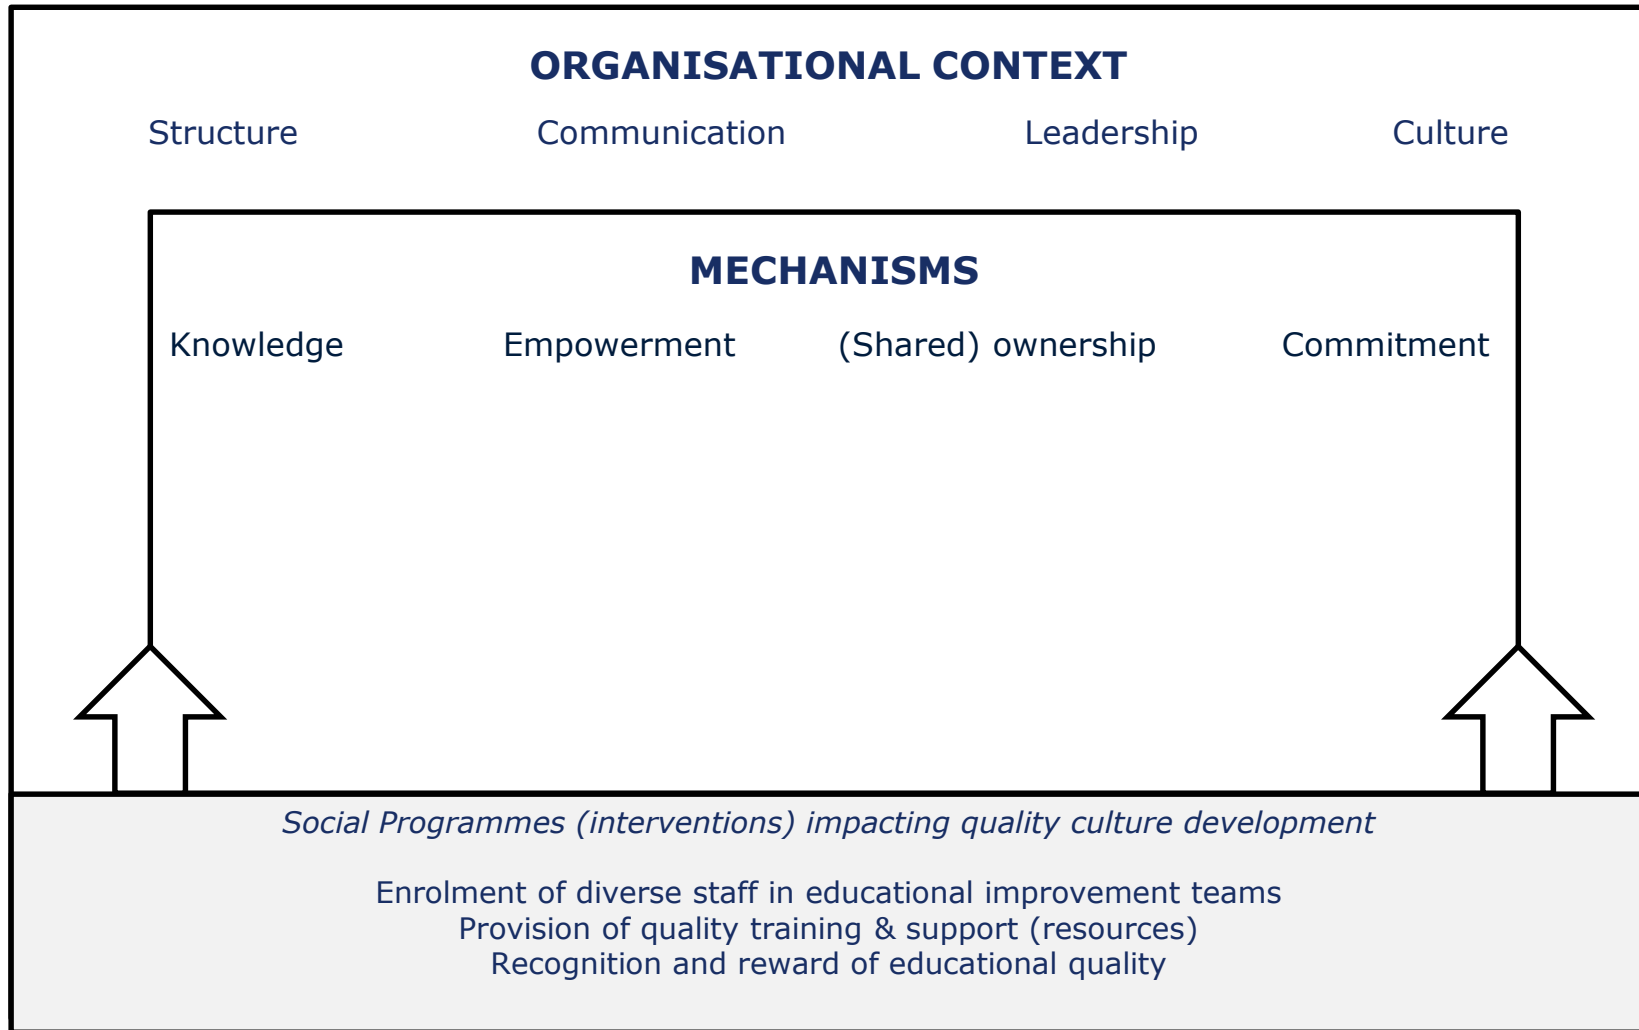 ORGANISATIONAL CONTEXT
Structure Communication Leadership Culture
MECHANISMS
Knowledge Empowerment (Shared) ownership Commitment
Social Programmes (interventions) impacting quality culture development
Enrolment of diverse staff in educational improvement teams
Provision of quality training & support (resources)
Recognition and reward of educational quality